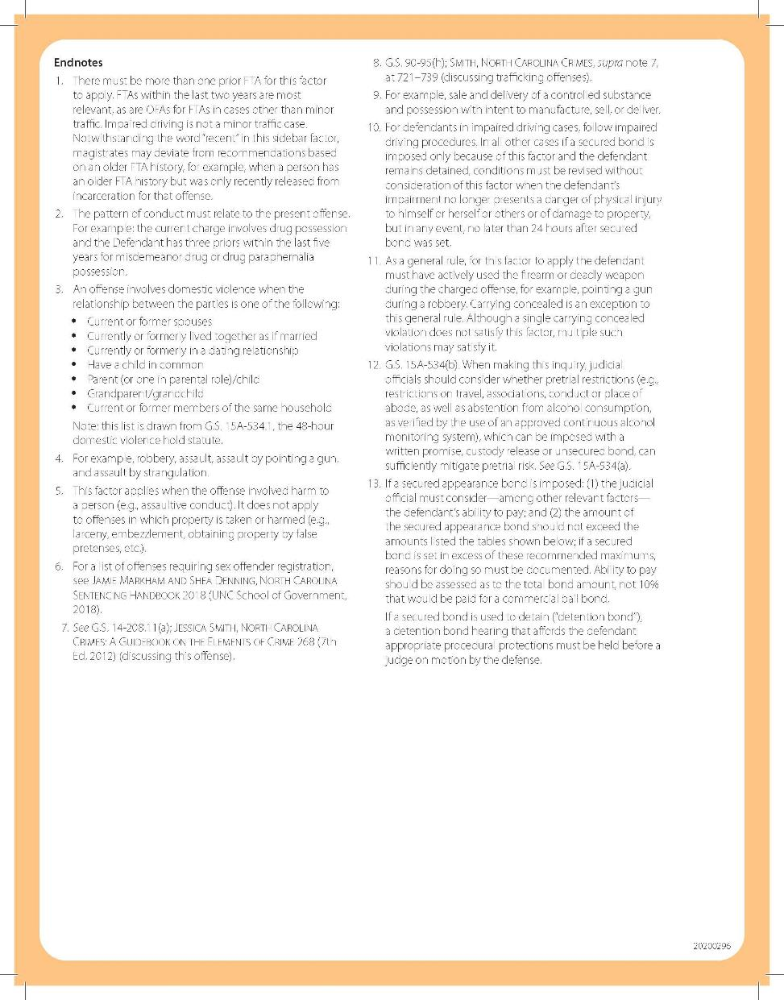 Endnotes
1. There must be more than one prior FTA for this factor
to apply. FTAs within the last two years are most
relevant, as are OFAs for FTAs in cases other than minor
traffic. Impaired driving is not a minor traffic case.
Notwithstanding the word "recent" in this sidebar factor,
magistrates may deviate from recommendations based
on an older FTA history, for example, when a person has
an older FTA history but was only recently released from
incarceration for that offense.
2. The pattern of conduct must relate to the present offense.
For example: the current charge involves drug possession
and the Defendant has three priors within the last five
years for misdemeanor drug or drug paraphernalia
possession.
3. An offense involves domestic violence when the
relationship between the parties is one of the following:
• Current or former spouses
• Currently or formerly lived together as if married
• Currently or formerly in a dating relationship
• Have a child in common
• Parent (or one in parental role)/child
• Grandparent/grandchild
• Current or former members of the same household
Note: this list is drawn from G.S. 15A-534.1, the 48-hour
domestic violence hold statute.
4. For example, robbery, assault, assault by pointing a gun,
and assault by strangulation.
5. This factor applies when the offense involved harm to
a person (e.g., assaultive conduct). It does not apply
to offenses in which property is taken or harmed (e.g.,
larceny, embezzlement, obtaining property by false
pretenses, etc.).
6. For a list of offenses requiring sex offender registration,
see JAMIE MARKHAM AND SHEA DENNING, NORTH CAROLINA
SENTENCING HANDBOOK 2018 (UNC School of Government,
2018).
7. See G.S. 14-208.11(a); JESSICA SMITH, NORTH CAROLINA
CRIMES: A GUIDEBOOK ON THE ELEMENTS OF CRIME 268 (7th
Ed. 2012) (discussing this offense).
8. G.S. 90-95(h); SMITH, NORTH CAROLINA CRIMES, supra note 7,
at 721–739 (discussing trafficking offenses).
9. For example, sale and delivery of a controlled substance
and possession with intent to manufacture, sell, or deliver.
10. For defendants in impaired driving cases, follow impaired
driving procedures. In all other cases if a secured bond is
imposed only because of this factor and the defendant
remains detained, conditions must be revised without
consideration of this factor when the defendant's
impairment no longer presents a danger of physical injury
to himself or herself or others or of damage to property,
but in any event, no later than 24 hours after secured
bond was set.
11. As a general rule, for this factor to apply the defendant
must have actively used the firearm or deadly weapon
during the charged offense, for example, pointing a gun
during a robbery. Carrying concealed is an exception to
this general rule. Although a single carrying concealed
violation does not satisfy this factor, multiple such
violations may satisfy it.
12. G.S. 15A-534(b). When making this inquiry, judicial
officials should consider whether pretrial restrictions (e.g.,
restrictions on travel, associations, conduct or place of
abode, as well as abstention from alcohol consumption,
as verified by the use of an approved continuous alcohol
monitoring system), which can be imposed with a
written promise, custody release or unsecured bond, can
sufficiently mitigate pretrial risk. See G.S. 15A-534(a).
13. If a secured appearance bond is imposed: (1) the judicial
official must consider—among other relevant factors—
the defendant's ability to pay; and (2) the amount of
the secured appearance bond should not exceed the
amounts listed the tables shown below; if a secured
bond is set in excess of these recommended maximums,
reasons for doing so must be documented. Ability to pay
should be assessed as to the total bond amount, not 10%
that would be paid for a commercial bail bond.
If a secured bond is used to detain ("detention bond"),
a detention bond hearing that affords the defendant
appropriate procedural protections must be held before a
judge on motion by the defense.
20200296